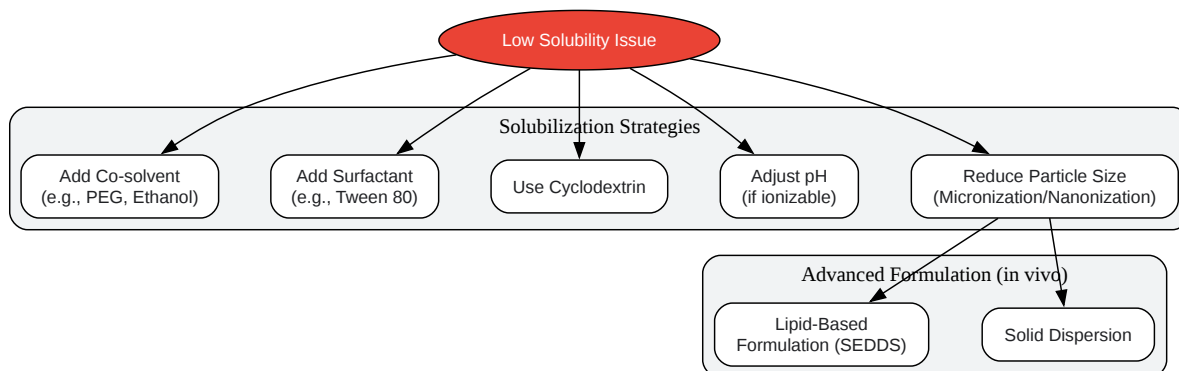 Low Solubility Issue
Solubilization Strategies
Add Co-solvent
(e.g., PEG, Ethanol)
Add Surfactant
(e.g., Tween 80)
Use Cyclodextrin
Adjust pH
(if ionizable)
Reduce Particle Size
(Micronization/Nanonization)
Advanced Formulation (in vivo)
Lipid-Based
Formulation (SEDDS)
Solid Dispersion